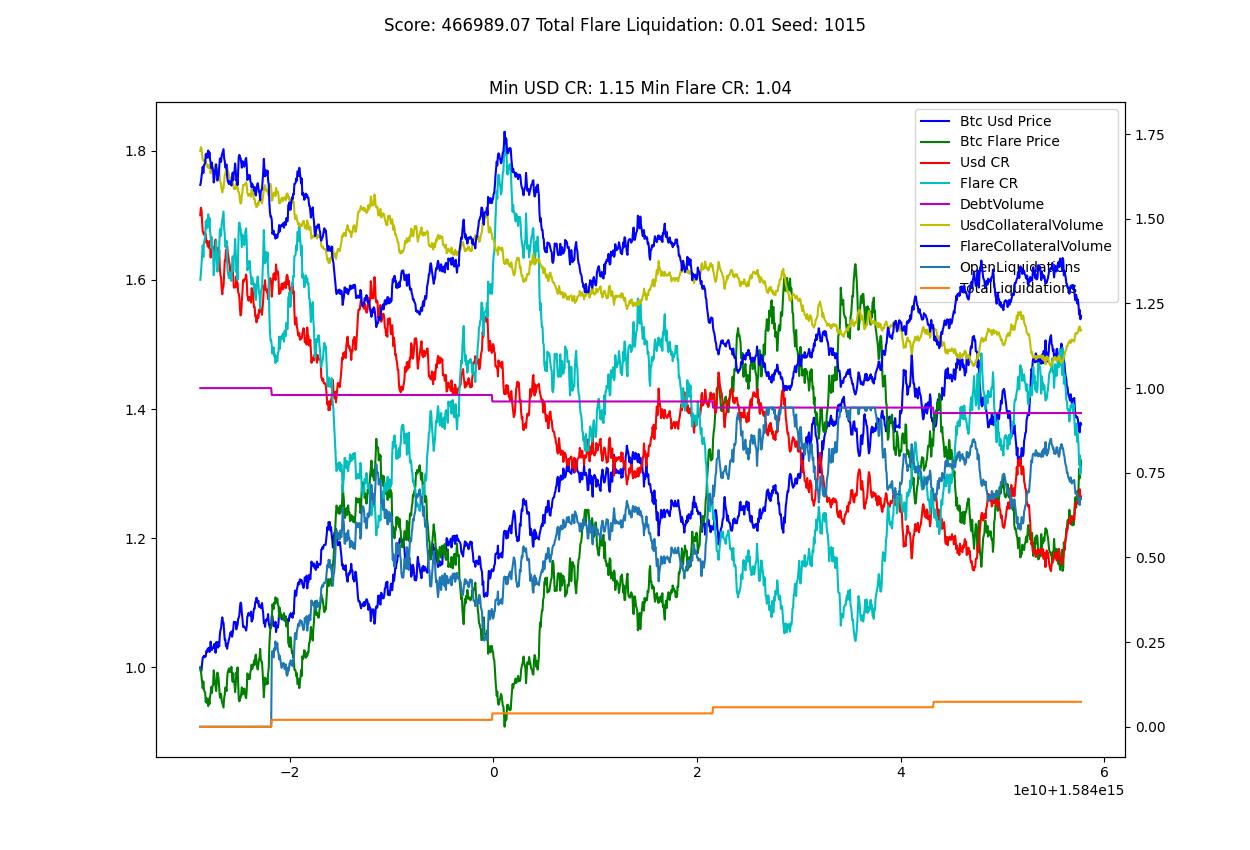 Score: 466989.07 Total Flare Liquidation: 0.01 Seed: 1015
Min USD CR: 1.15 Min Flare CR: 1.04
Btc Usd Price
Btc Flare Price
Usd CR
Flare CR
DebtVolume
UsdCollateralVolume
FlareCollateralVolume
OpenLiquidations
TotalLiquidations
1.8
1.6
1.4
1.2
1.0
1.75
1.50
1.25
1.00
0.75
0.50
0.25
0.00
−2
0
2
4
6
1e10+1.584e15